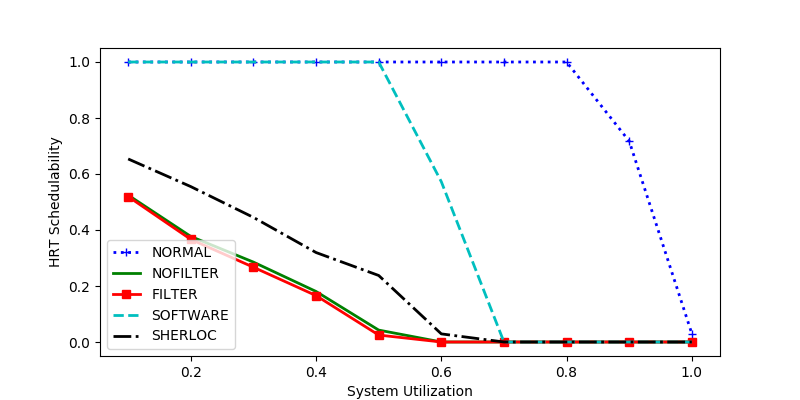 HRT Schedulability
1.0
0.8
0.6
0.4
0.2
0.0
NORMAL
NOFILTER
FILTER
SOFTWARE
SHERLOC
0.2 0.4 0.6 0.8 1.0
System Utilization